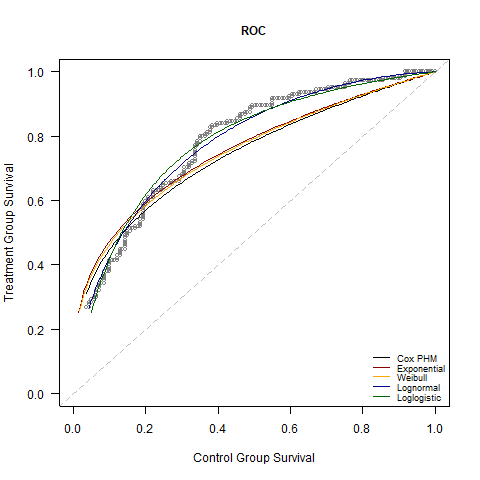 ROC
Treatment Group Survival
1.0
0.8
0.6
0.4
0.2
0.0
Cox PHM
Exponential
Weibull
Lognormal
Loglogistic
0.0 0.2 0.4 0.6 0.8 1.0
Control Group Survival